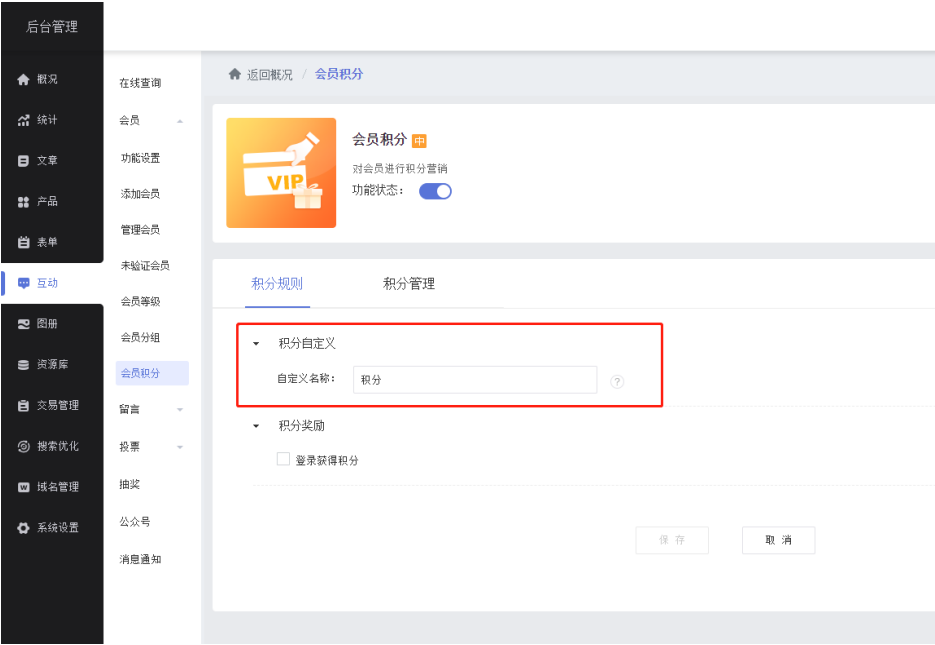 后台管理
概况
统计
文章
产品
表单
互动
图册
资源库
交易管理
搜索优化
域名管理
系统设置
在线查询
会员
功能设置
添加会员
管理会员
未验证会员
会员等级
会员分组
会员积分
留言
投票
抽奖
公众号
消息通知
返回概况 / 会员积分
VIP
会员积分 中
对会员进行积分营销
功能状态：
积分规则 积分管理
积分自定义
自定义名称： 积分 ?
积分奖励
登录获得积分
保存 取消